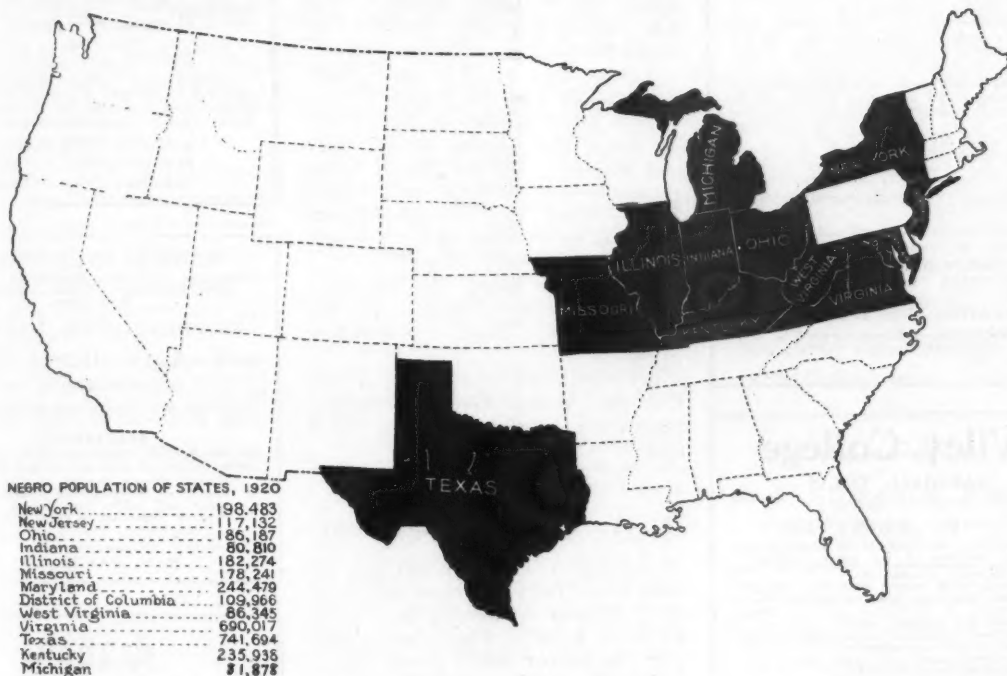 MICHIGAN
NEW YORK
ILLINOIS
INDIANA
OHIO
WEST
VIRGINIA
VIRGINIA
MISSOURI
KENTUCKY
TEXAS
NEGRO POPULATION OF STATES, 1920
New York 198,483
New Jersey 117,132
Ohio 186,187
Indiana 80,810
Illinois 182,274
Missouri 178,241
Maryland 244,479
District of Columbia 109,966
West Virginia 86,345
Virginia 690,017
Texas 741,694
Kentucky 235,938
Michigan 81,878